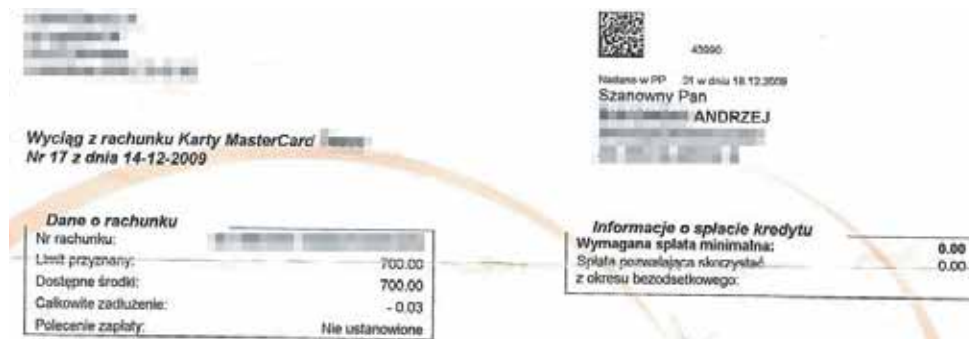 45990
Nadano w PP 01 w dniu 18.12.2009
Szanowny Pan
ANDRZEJ
Wyciąg z rachunku Karty MasterCard
Nr 17 z dnia 14-12-2009
Dane o rachunku
Nr rachunku:
Limit przyznany: 700.00
Dostępne środki: 700.00
Całkowite zadłużenie: - 0.03
Polecenie zapłaty: Nie ustanowione
Informacje o spłacie kredytu
Wymagana spłata minimalna: 0.00
Spłata pozwalająca skorzystać 0.00
z okresu bezodsetkowego: